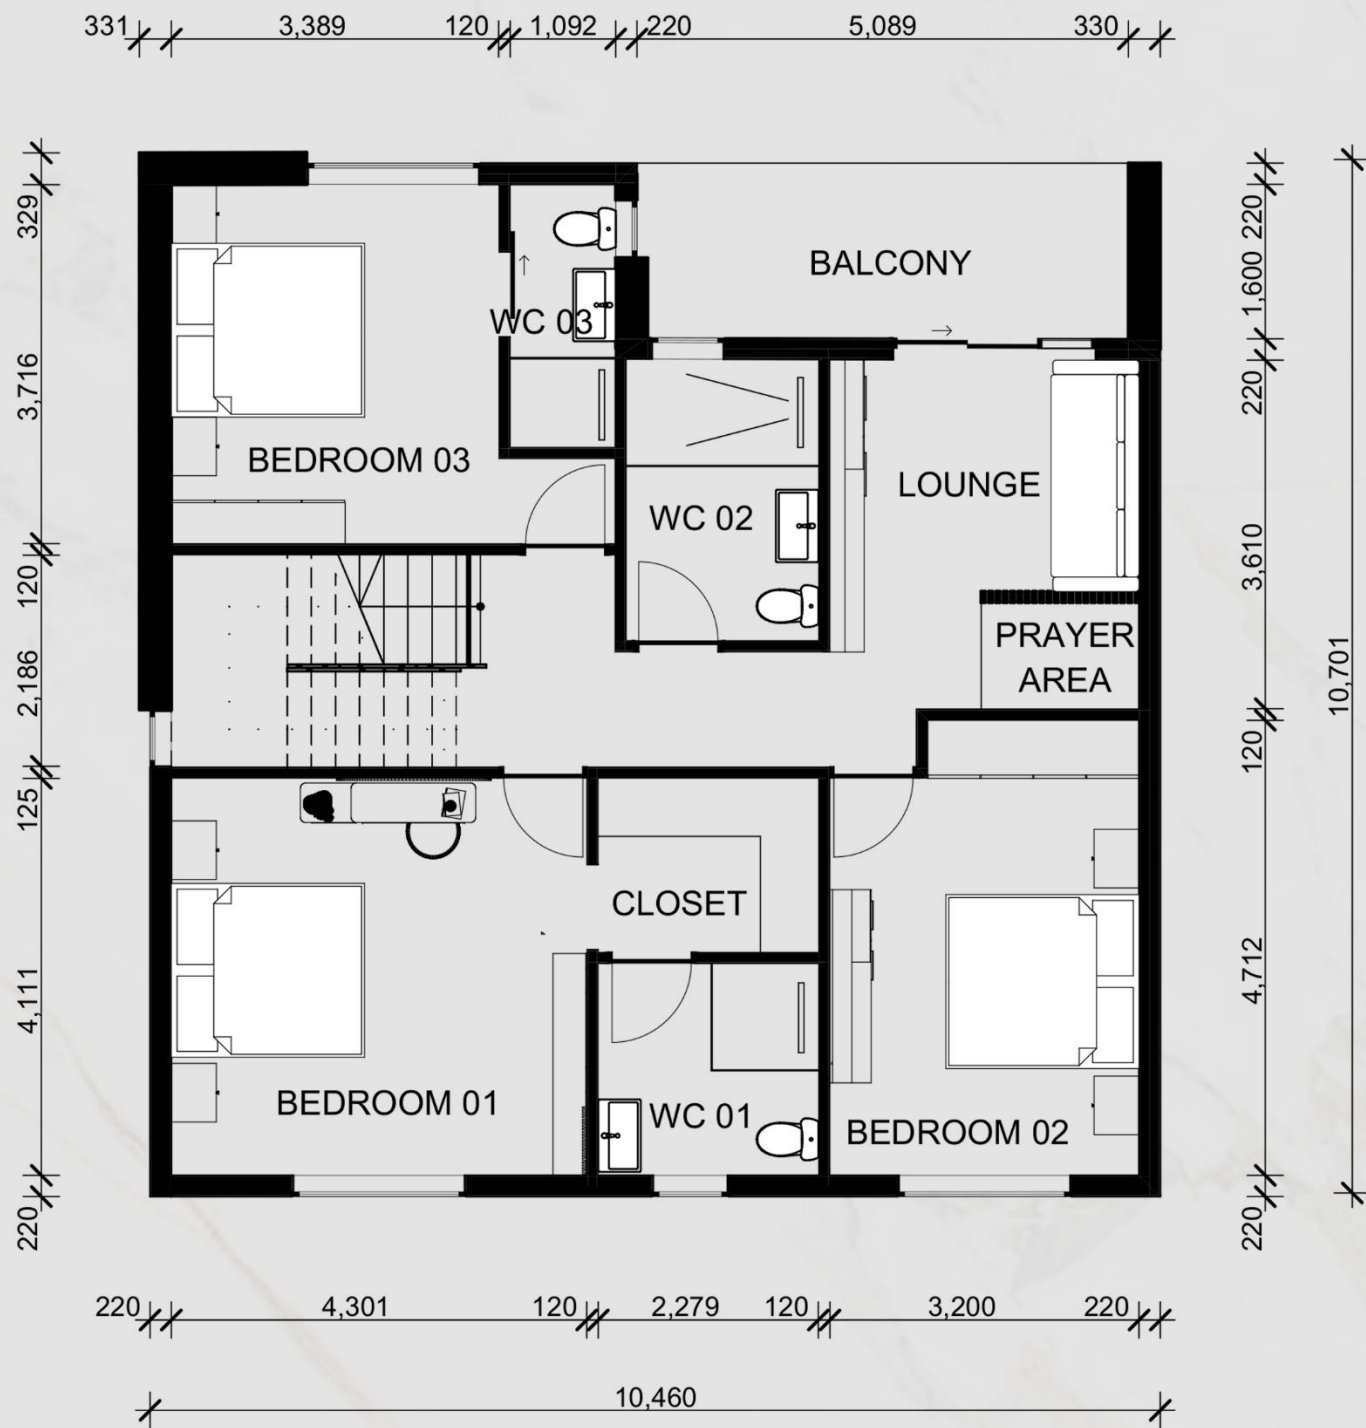 331 3,389 120 1,092 220 5,089 330
329
3,716
120
2,186
125
4,111
220
220
1,600
220
3,610
120
4,712
220
10,701
BALCONY
WC 03
BEDROOM 03
LOUNGE
WC 02
PRAYER
AREA
CLOSET
BEDROOM 01
WC 01
BEDROOM 02
220 4,301 120 2,279 120 3,200 220
10,460